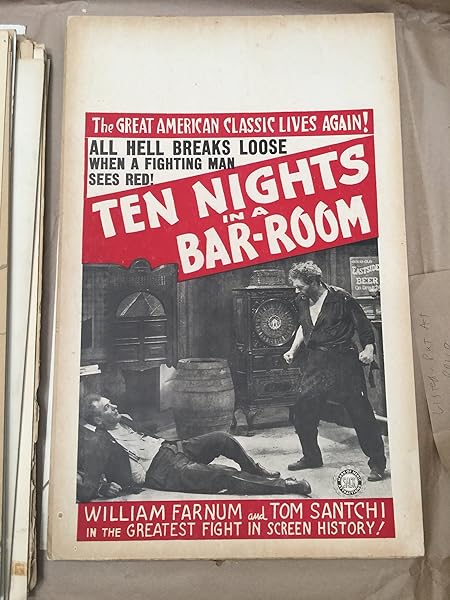 The GREAT AMERICAN CLASSIC LIVES AGAIN!
ALL HELL BREAKS LOOSE
WHEN A FIGHTING MAN
SEES RED!
TEN NIGHTS
IN A
BAR-ROOM
EASTSIDE
BEER
WILLIAM FARNUM and TOM SANTCHI
IN THE GREATEST FIGHT IN SCREEN HISTORY!